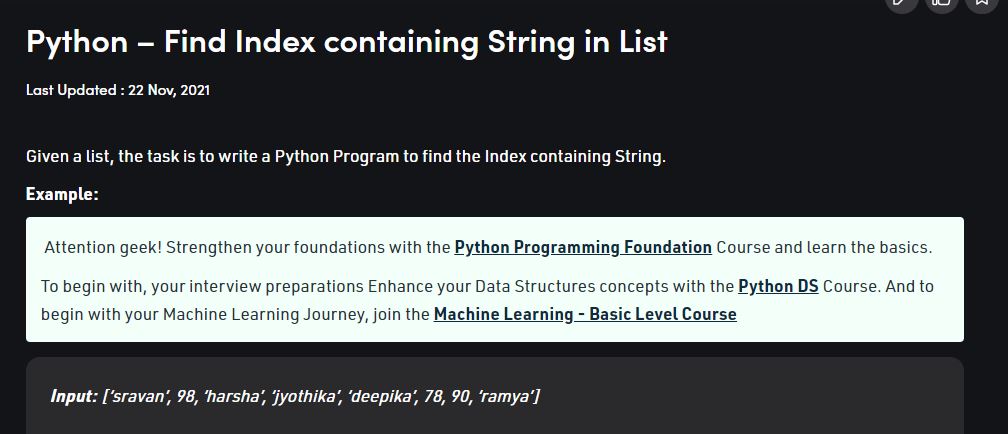 Python – Find Index containing String in List
Last Updated : 22 Nov, 2021
Given a list, the task is to write a Python Program to find the Index containing String.
Example:
Attention geek! Strengthen your foundations with the Python Programming Foundation Course and learn the basics.
To begin with, your interview preparations Enhance your Data Structures concepts with the Python DS Course. And to
begin with your Machine Learning Journey, join the Machine Learning - Basic Level Course
Input: [‘sravan’, 98, ‘harsha’, ‘jyothika’, ‘deepika’, 78, 90, ‘ramya’]